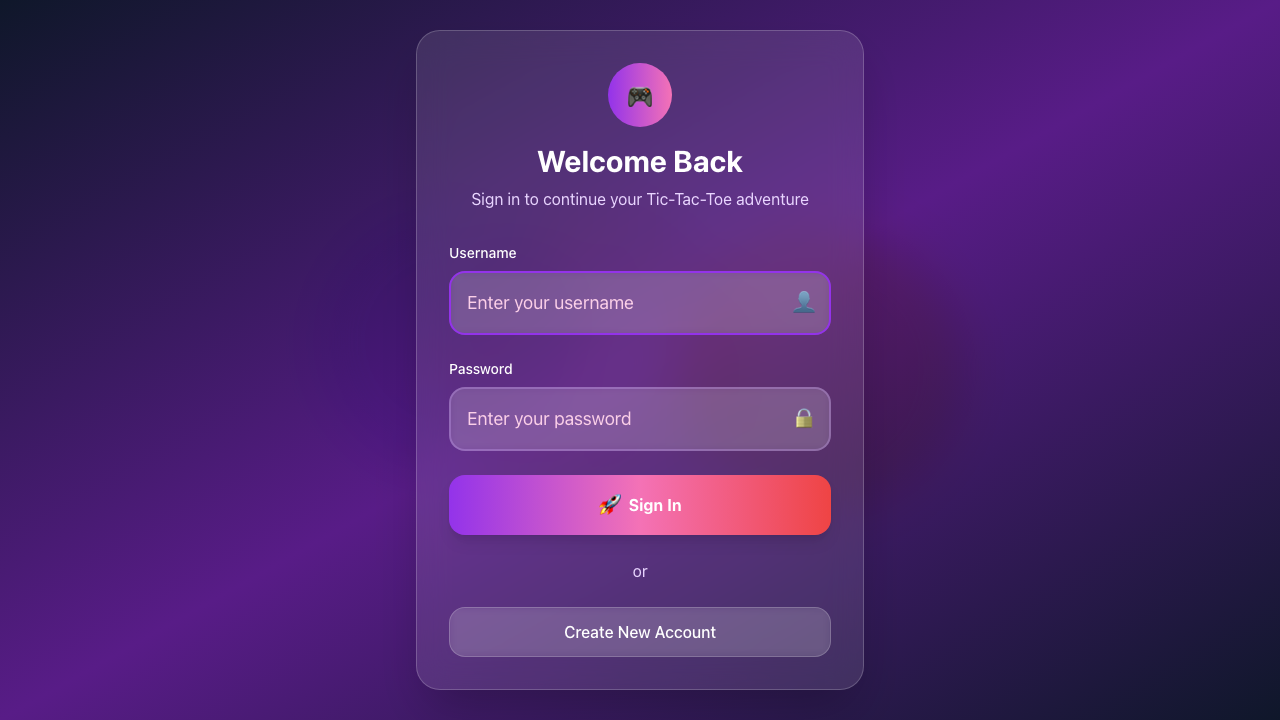 Welcome Back
Sign in to continue your Tic-Tac-Toe adventure
Username
Enter your username
Password
Enter your password
🚀 Sign In
or
Create New Account